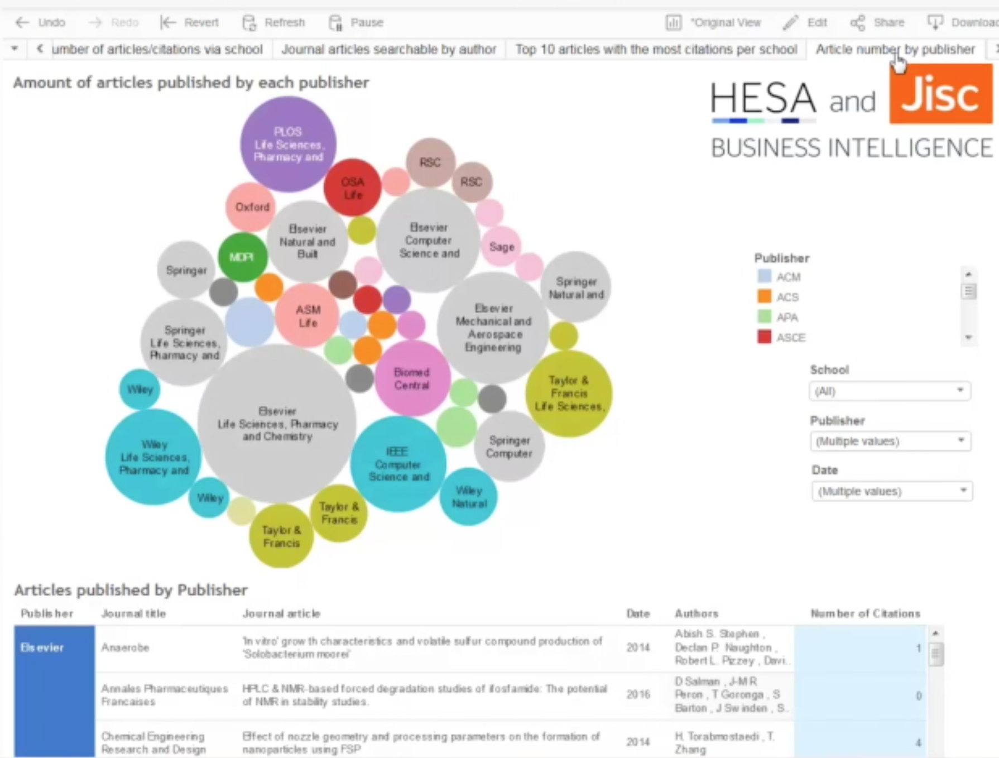 Undo Redo Revert Refresh Pause *Original View Edit Share Download
umber of articles/citations via school Journal articles searchable by author Top 10 articles with the most citations per school Article number by publisher
Amount of articles published by each publisher
HESA and Jisc
BUSINESS INTELLIGENCE
PLOS
Life Sciences,
Pharmacy and
OSA
Life
RSC
RSC
Oxford
Elsevier
Natural and
Built
Elsevier
Computer
Science and
Sage
MDPI
Springer
Springer
Natural and
ASM
Life
Elsevier
Mechanical and
Aerospace
Engineering
Springer
Life Sciences,
Pharmacy and
Biomed
Central
Wiley
Taylor &
Francis
Life Sciences,
Elsevier
Life Sciences, Pharmacy
and Chemistry
Wiley
Life Sciences,
Pharmacy and
IEEE
Computer
Science and
Springer
Computer
Wiley
Wiley
Natural
Taylor &
Francis
Taylor &
Francis
Publisher
ACM
ACS
APA
ASCE
School
(All)
Publisher
(Multiple values)
Date
(Multiple values)
Articles published by Publisher
Publisher Journal title Journal article Date Authors Number of Citations
Elsevier
Anaerobe
'In vitro' growth characteristics and volatile sulfur compound production of
'Solobacterium moorei'
2014
Abish S. Stephen ,
Declan P. Naughton ,
Robert L. Pizzey , Davi..
1
Annales Pharmaceutiques
Francaises
HPLC & NMR-based forced degradation studies of ifosfamide: The potential
of NMR in stability studies.
2016
D Salman , J-M R
Peron , T Goronga , S
Barton , J Swinden , S..
0
Chemical Engineering
Research and Design
Effect of nozzle geometry and processing parameters on the formation of
nanoparticles using FSP
2014
H. Torabmostaedi , T.
Zhang
4